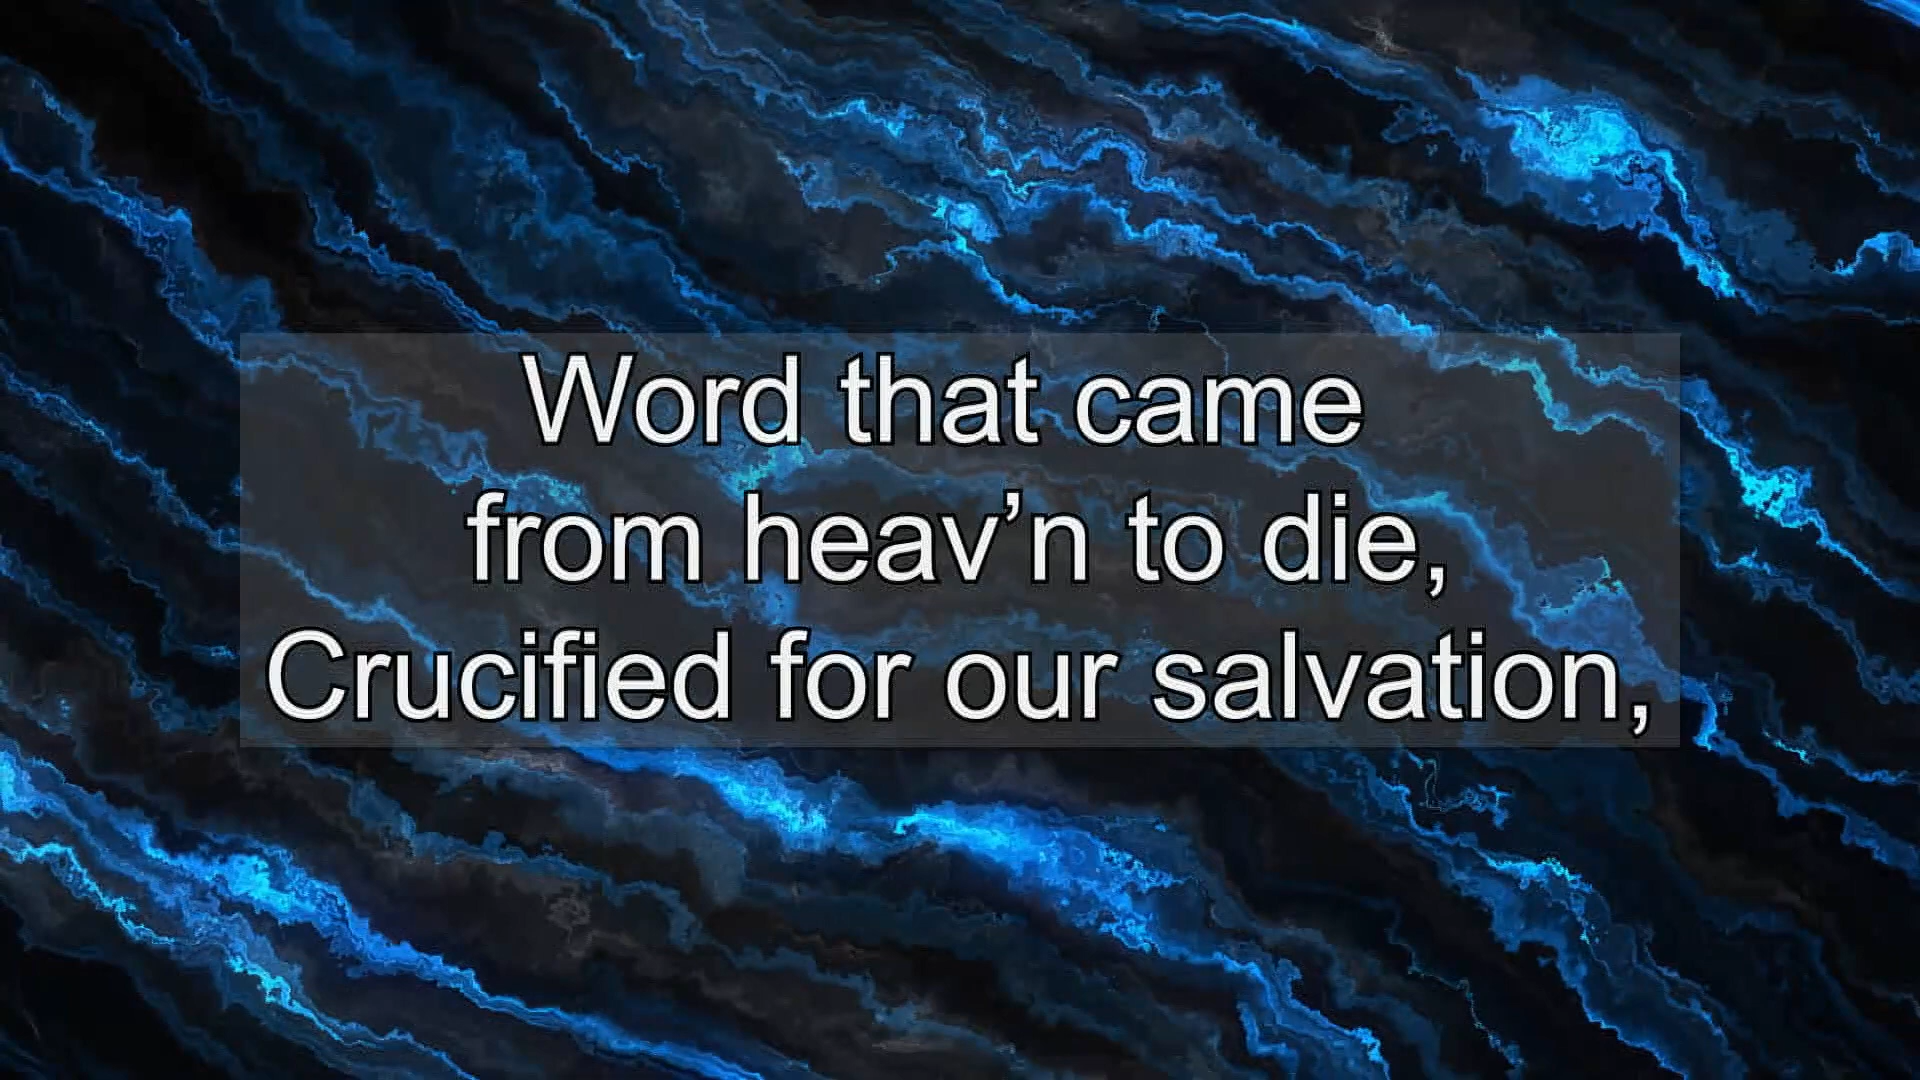 Word that came
from heav’n to die,
Crucified for our salvation,